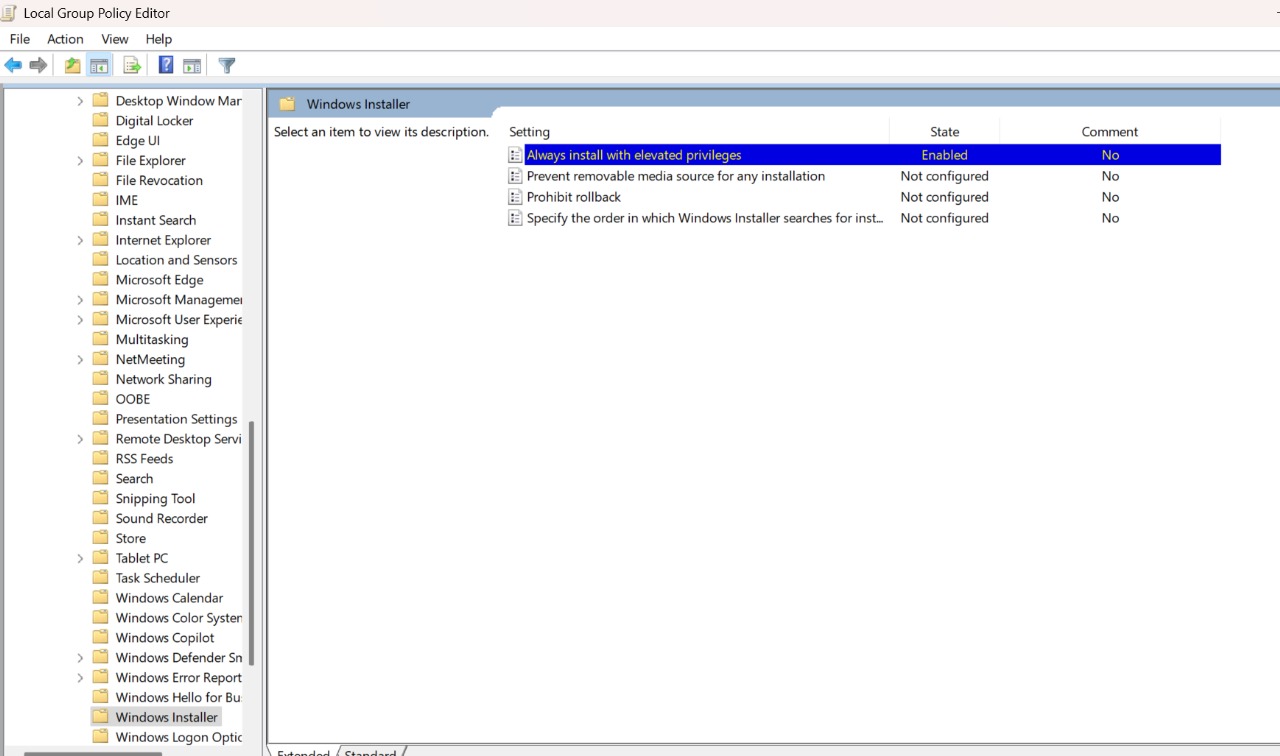 Local Group Policy Editor
File Action View Help
Desktop Window Mar
Digital Locker
Edge UI
File Explorer
File Revocation
IME
Instant Search
Internet Explorer
Location and Sensors
Microsoft Edge
Microsoft Managemer
Microsoft User Experie
Multitasking
NetMeeting
Network Sharing
OOBE
Presentation Settings
Remote Desktop Servi
RSS Feeds
Search
Snipping Tool
Sound Recorder
Store
Tablet PC
Task Scheduler
Windows Calendar
Windows Color System
Windows Copilot
Windows Defender Sm
Windows Error Report
Windows Hello for Bu
Windows Installer
Windows Logon Optic
Windows Installer
Select an item to view its description.
Setting State Comment
Always install with elevated privileges Enabled No
Prevent removable media source for any installation Not configured No
Prohibit rollback Not configured No
Specify the order in which Windows Installer searches for inst... Not configured No
Extended Standard